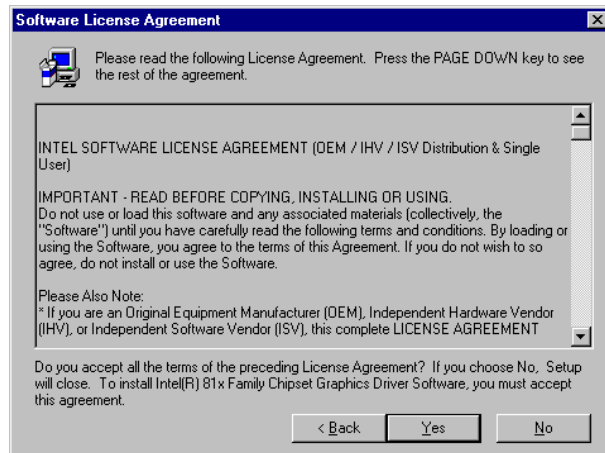 Software License Agreement
Please read the following License Agreement. Press the PAGE DOWN key to see
the rest of the agreement.
INTEL SOFTWARE LICENSE AGREEMENT (OEM / IHV / ISV Distribution & Single
User)
IMPORTANT - READ BEFORE COPYING, INSTALLING OR USING.
Do not use or load this software and any associated materials (collectively, the
"Software") until you have carefully read the following terms and conditions. By loading or
using the Software, you agree to the terms of this Agreement. If you do not wish to so
agree, do not install or use the Software.
Please Also Note:
* If you are an Original Equipment Manufacturer (OEM), Independent Hardware Vendor
(IHV), or Independent Software Vendor (ISV), this complete LICENSE AGREEMENT
Do you accept all the terms of the preceding License Agreement? If you choose No, Setup
will close. To install Intel(R) 81x Family Chipset Graphics Driver Software, you must accept
this agreement.
< Back Yes No